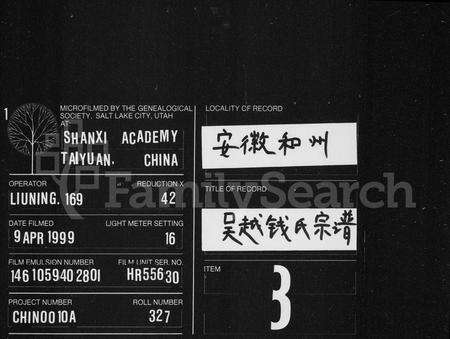 1
MICROFILMED BY THE GENEALOGICAL
SOCIETY, SALT LAKE CITY, UTAH
AT
SHANXI ACADEMY
TAIYUAN, CHINA
OPERATOR REDUCTION X
LIUNING. 169 42
DATE FILMED LIGHT METER SETTING
9 APR 1999 16
FILM EMULSION NUMBER FILM UNIT SER. NO.
146 105940 2801 HR556 30
PROJECT NUMBER ROLL NUMBER
CHIN00 10A 327
LOCALITY OF RECORD
安徽和州
TITLE OF RECORD
吴越钱氏宗谱
ITEM
3
FamilySearch